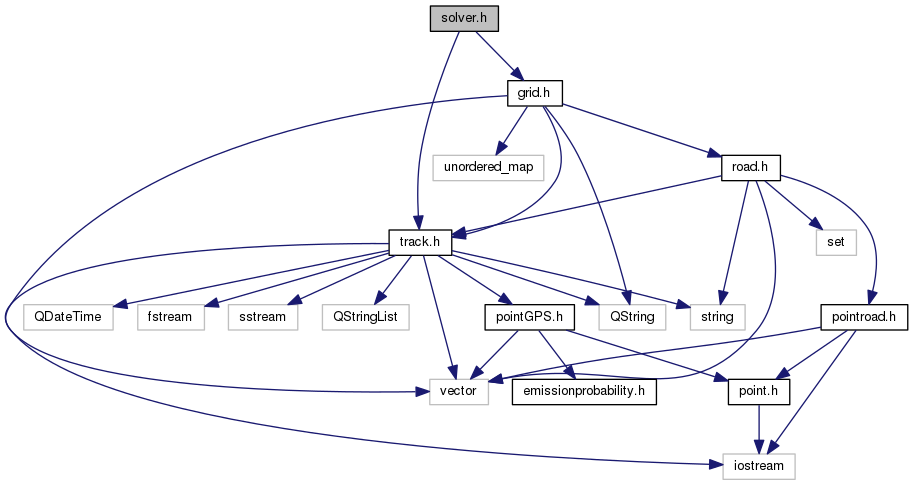 solver.h
grid.h
unordered_map
road.h
track.h
set
QDateTime
fstream
sstream
QStringList
pointGPS.h
QString
string
pointroad.h
vector
emissionprobability.h
point.h
iostream